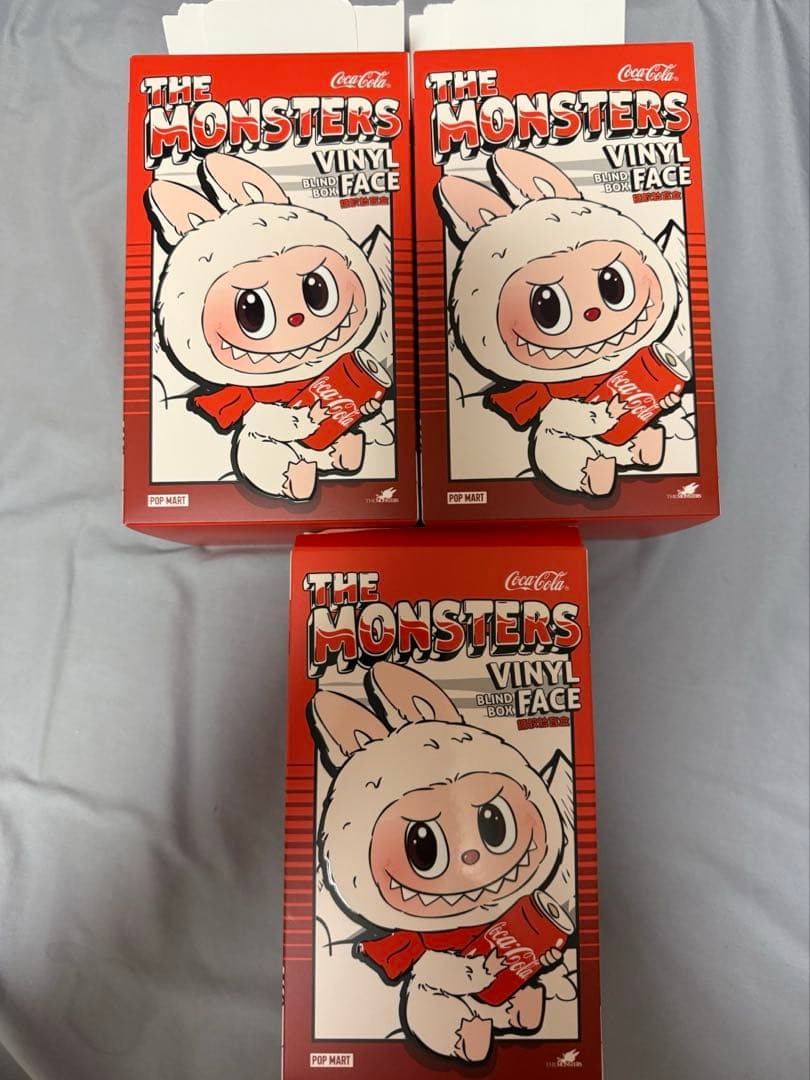 Coca-Cola
THE
MONSTERS
VINYL
BLIND
BOX FACE
Coca-Cola
POP MART
THE MONSTERS
Coca-Cola
THE
MONSTERS
VINYL
BLIND
BOX FACE
Coca-Cola
POP MART
THE MONSTERS
Coca-Cola
THE
MONSTERS
VINYL
BLIND
BOX FACE
Coca-Cola
POP MART
THE MONSTERS